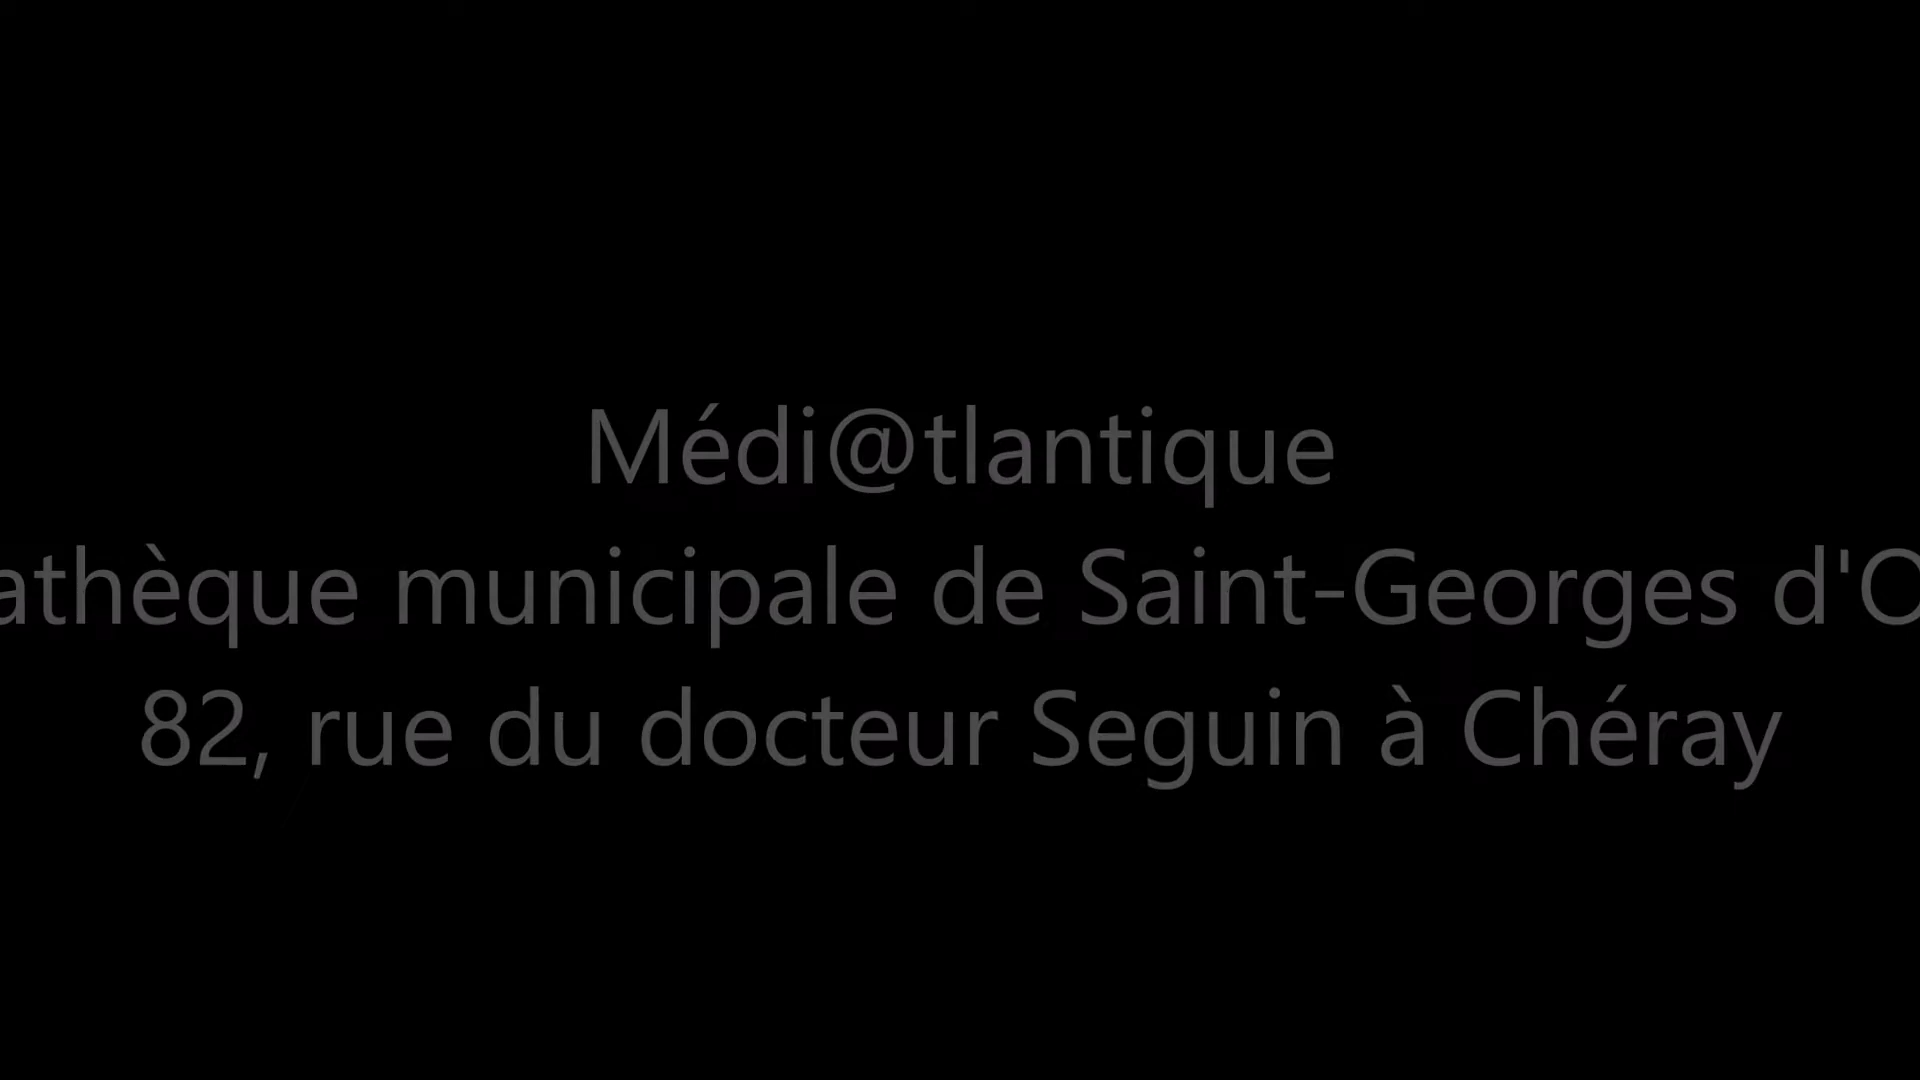 Médi@tlantique
athèque municipale de Saint-Georges d'O
82, rue du docteur Seguin à Chéray